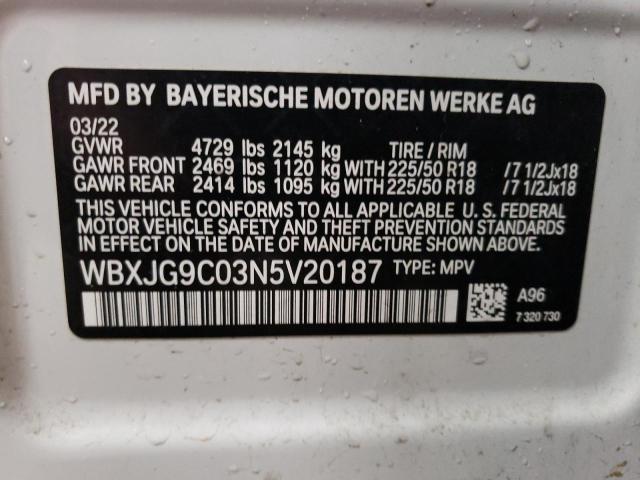 MFD BY BAYERISCHE MOTOREN WERKE AG
03/22
GVWR 4729 lbs 2145 kg TIRE / RIM
GAWR FRONT 2469 lbs 1120 kg WITH 225/50 R18 /7 1/2Jx18
GAWR REAR 2414 lbs 1095 kg WITH 225/50 R18 /7 1/2Jx18
THIS VEHICLE CONFORMS TO ALL APPLICABLE U. S. FEDERAL
MOTOR VEHICLE SAFETY AND THEFT PREVENTION STANDARDS
IN EFFECT ON THE DATE OF MANUFACTURE SHOWN ABOVE.
WBXJG9C03N5V20187 TYPE: MPV
A96
7 320 730